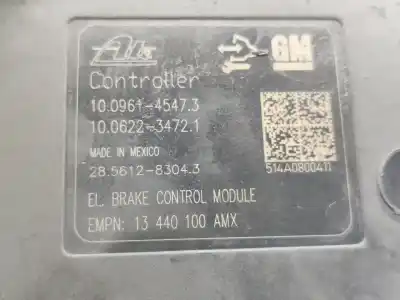 Ate
GM
Controller
10.0961-4547.3
10.0622-3472.1
MADE IN MEXICO
28.5612-8304.3
514A0800411
EL. BRAKE CONTROL MODULE
EMPN: 13 440 100 AMX